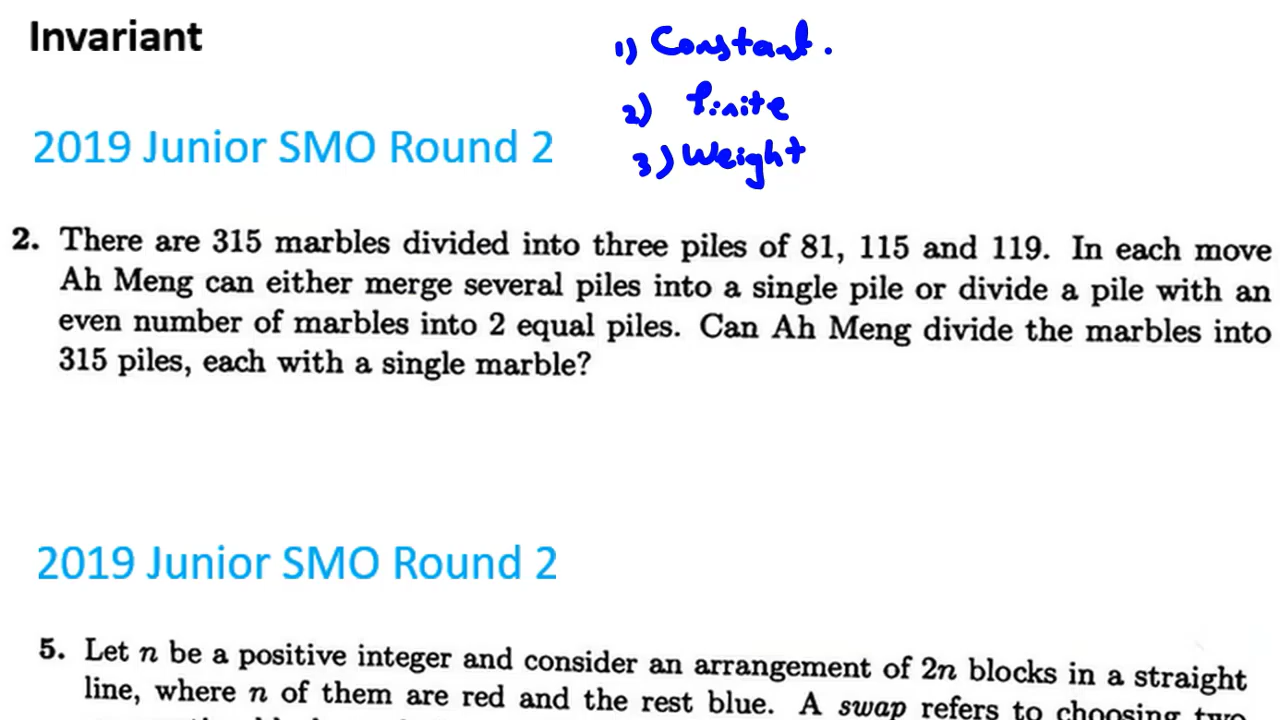 Invariant
1) Constant.
2) finite
3) Weight
2019 Junior SMO Round 2
2. There are 315 marbles divided into three piles of 81, 115 and 119. In each move
Ah Meng can either merge several piles into a single pile or divide a pile with an
even number of marbles into 2 equal piles. Can Ah Meng divide the marbles into
315 piles, each with a single marble?
2019 Junior SMO Round 2
5. Let n be a positive integer and consider an arrangement of 2n blocks in a straight
line, where n of them are red and the rest blue. A swap refers to choosing two